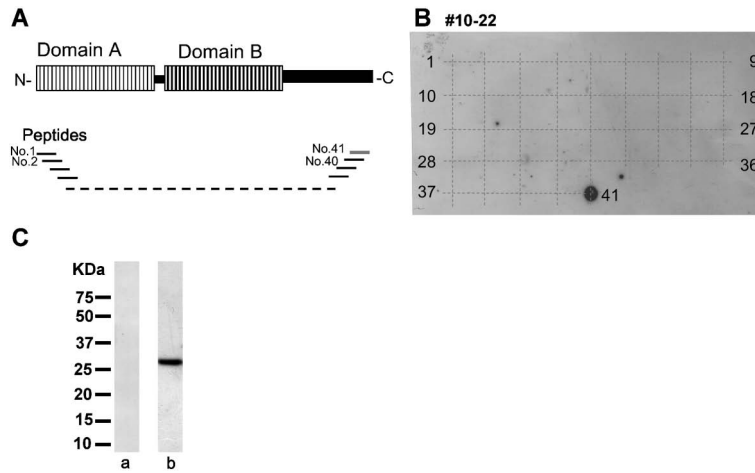 A
Domain A
Domain B
N-
-C
Peptides
No.1
No.2
No.41
No.40
B #10-22
1
9
10
18
19
27
28
36
37
41
C
KDa
75
50
37
25
20
15
10
a
b